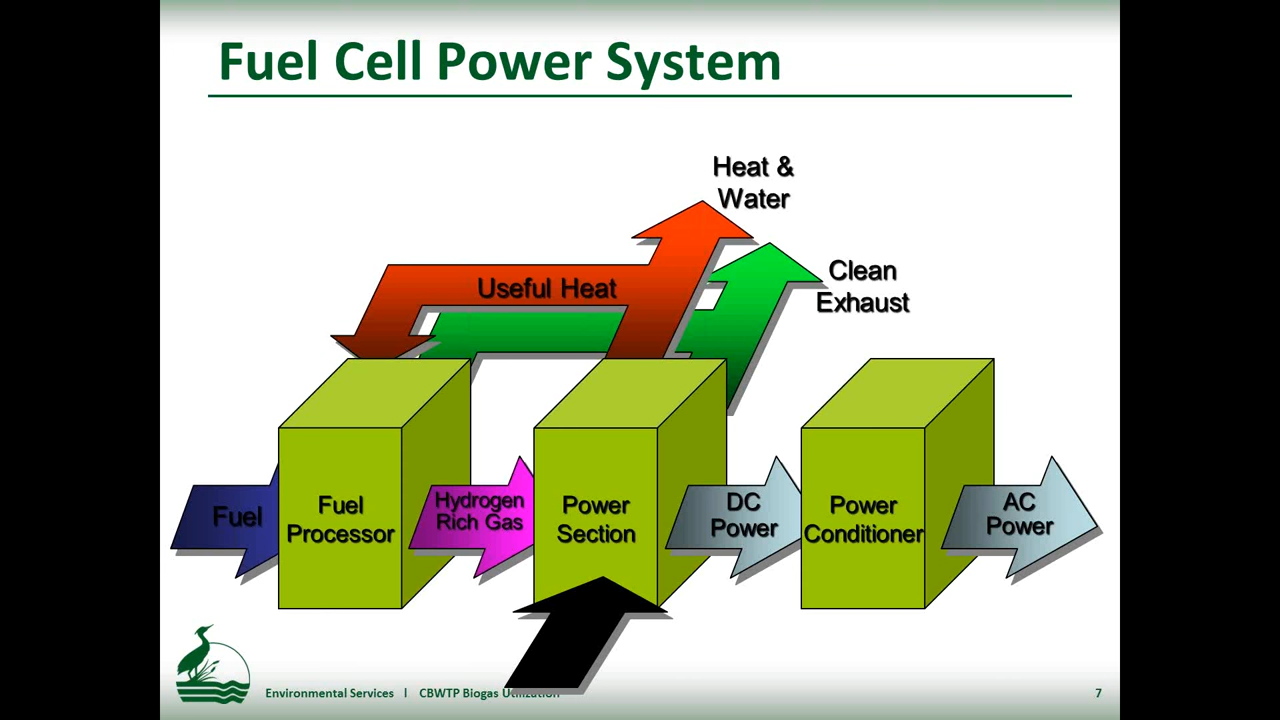 Fuel Cell Power System
Heat &
Water
Clean
Exhaust
Useful Heat
Fuel
Fuel
Processor
Hydrogen
Rich Gas
Power
Section
DC
Power
Power
Conditioner
AC
Power
Environmental Services | CBWTP Biogas Utilization
7